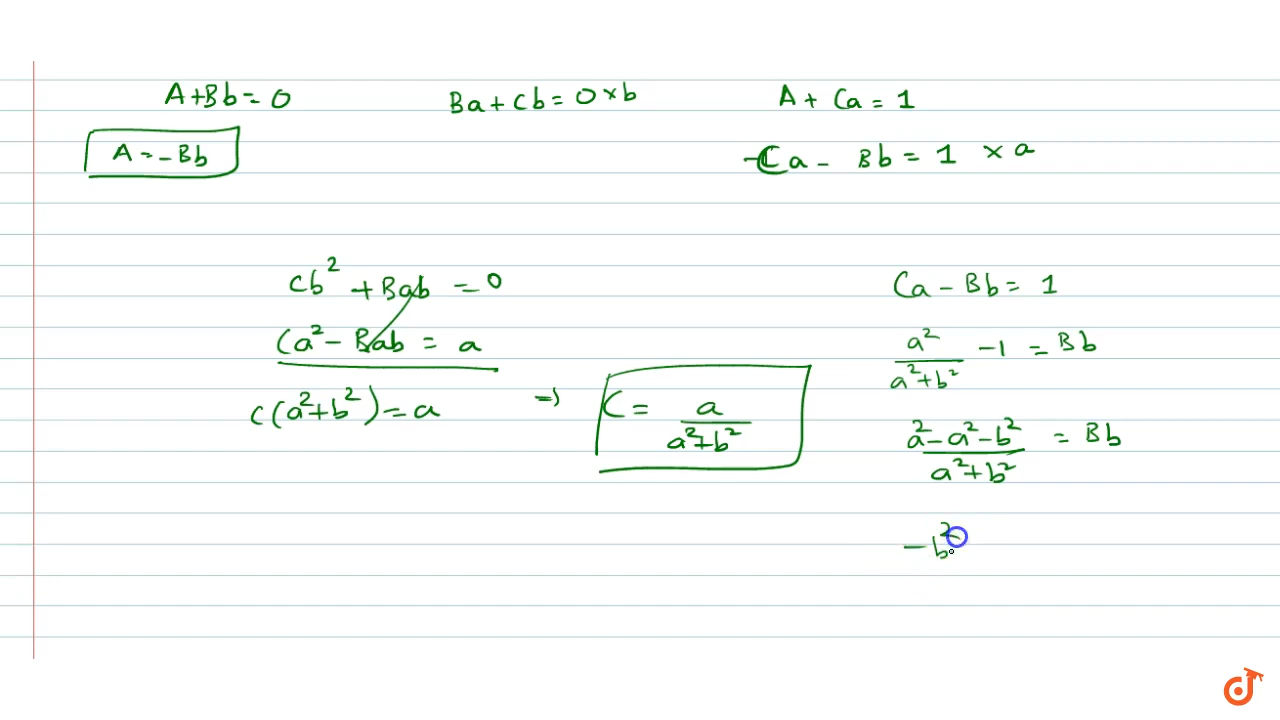 A+Bb=0 Ba+Cb=0×b A+Ca=1
A=-Bb Ca-Bb=1 ×a
Cb²+Bab=0 Ca-Bb=1
Ca²-Bab=a a²/(a²+b²)-1=Bb
C(a²+b²)=a ⇒ C=a/(a²+b²) (a²-a²-b²)/(a²+b²)=Bb
-b²